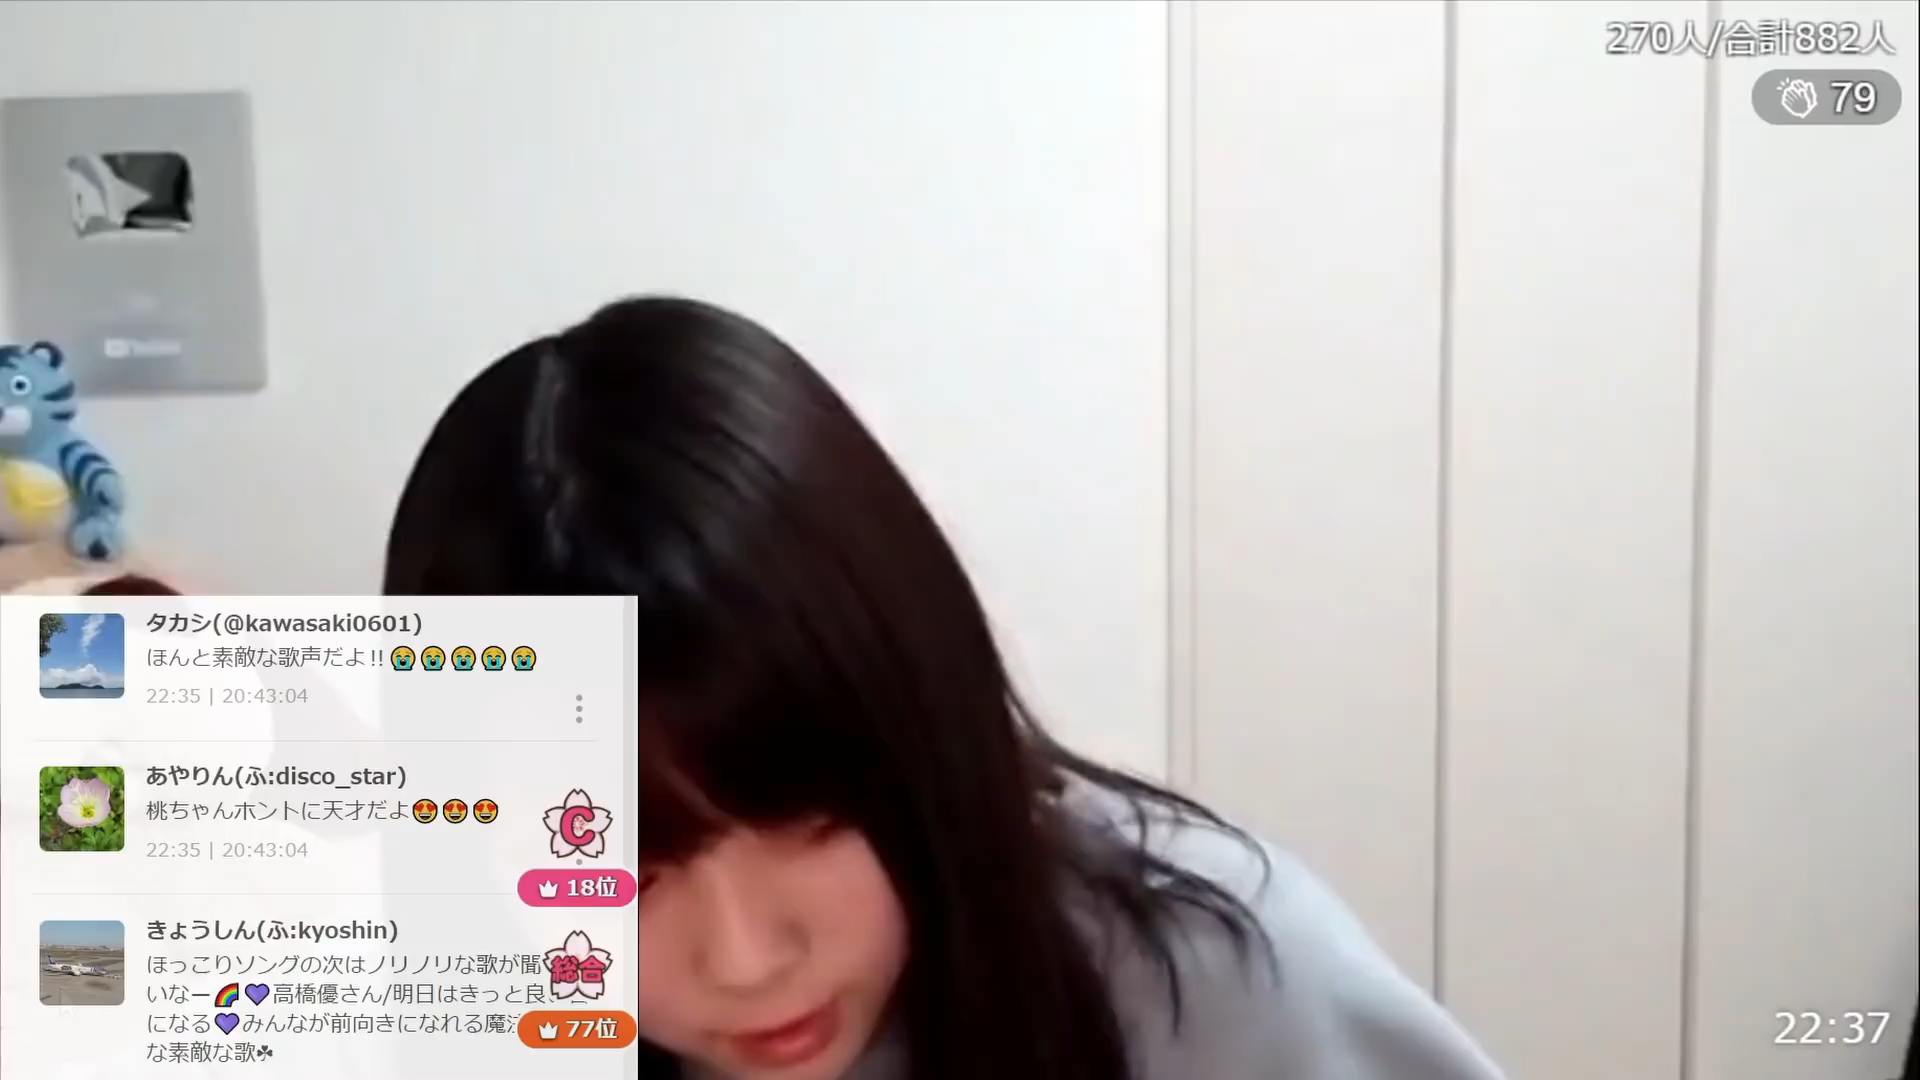 270人/合計882人
79
タカシ(@kawasaki0601)
ほんと素敵な歌声だよ‼😭😭😭😭😭
22:35 | 20:43:04
あやりん(ふ:disco_star)
桃ちゃんホントに天才だよ😍😍😍
22:35 | 20:43:04
C
18位
きょうしん(ふ:kyoshin)
ほっこりソングの次はノリノリな歌が聞
いなー🌈💜高橋優さん/明日はきっと良い
になる💜みんなが前向きになれる魔法
な素敵な歌☘
総合
77位
22:37